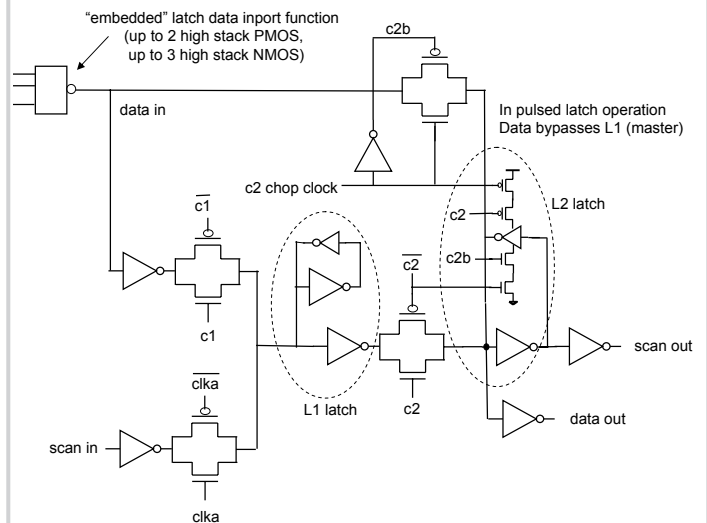 “embedded” latch data inport function
(up to 2 high stack PMOS,
up to 3 high stack NMOS)
c2b
data in
In pulsed latch operation
Data bypasses L1 (master)
c2 chop clock
L2 latch
c1
c2
c2
c2b
c1
L1 latch
c2
scan out
clka
data out
scan in
clka